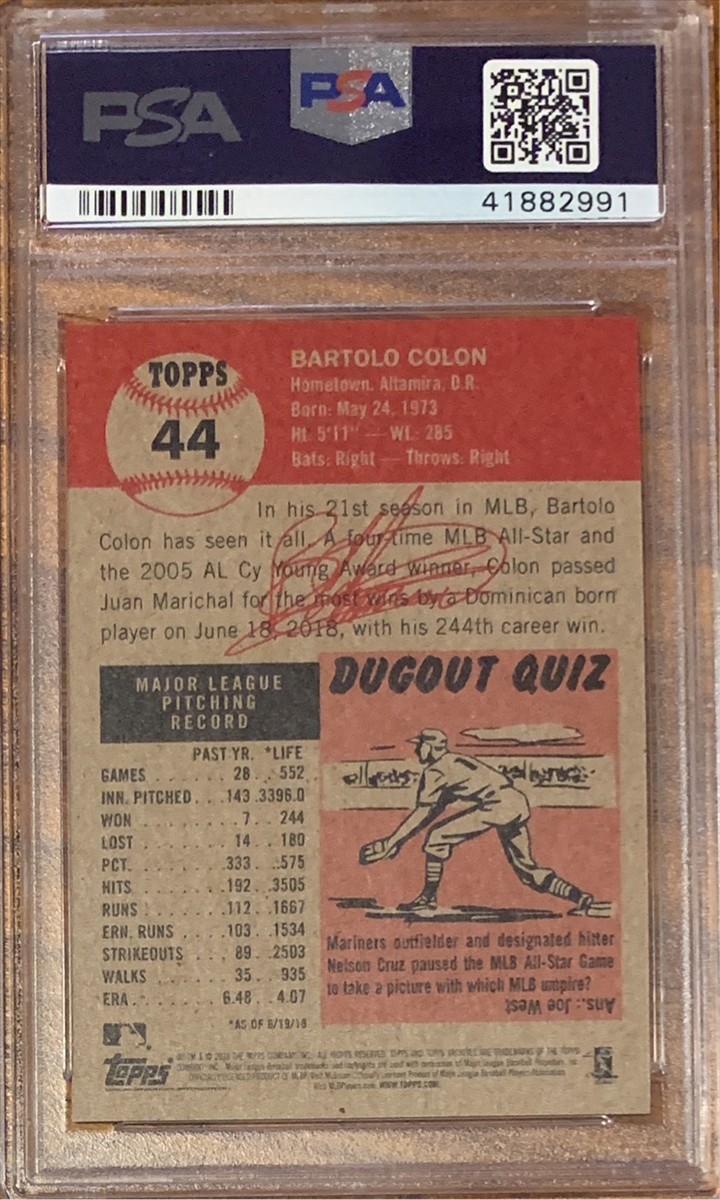 PSA PSA
41882991
TOPPS
44
BARTOLO COLON
Hometown. Altamira, D.R.
Born: May 24, 1973
Ht. 5'11" — Wt.: 285
Bats: Right — Throws: Right
In his 21st season in MLB, Bartolo
Colon has seen it all. A four-time MLB All-Star and
the 2005 AL Cy Young Award winner, Colon passed
Juan Marichal for the most wins by a Dominican born
player on June 18, 2018, with his 244th career win.
MAJOR LEAGUE
PITCHING
RECORD
PAST YR. *LIFE
GAMES . . . . . . . 28 . . 552
INN. PITCHED. . . 143 . 3396.0
WON . . . . . . . . . 7 . . 244
LOST . . . . . . . . 14 . . 180
PCT. . . . . . . . .333 . . .575
HITS . . . . . . . .192 . .3505
RUNS . . . . . . . .112 . .1667
ERN. RUNS . . . . .103 . .1534
STRIKEOUTS . . . . 89 . .2503
WALKS . . . . . . . 35 . . 935
ERA . . . . . . . . 6.48 . . 4.07
*AS OF 6/19/18
DUGOUT QUIZ
Mariners outfielder and designated hitter
Nelson Cruz paused the MLB All-Star Game
to take a picture with which MLB umpire?
Ans.: Joe West
Topps
WWW.TOPPS.COM